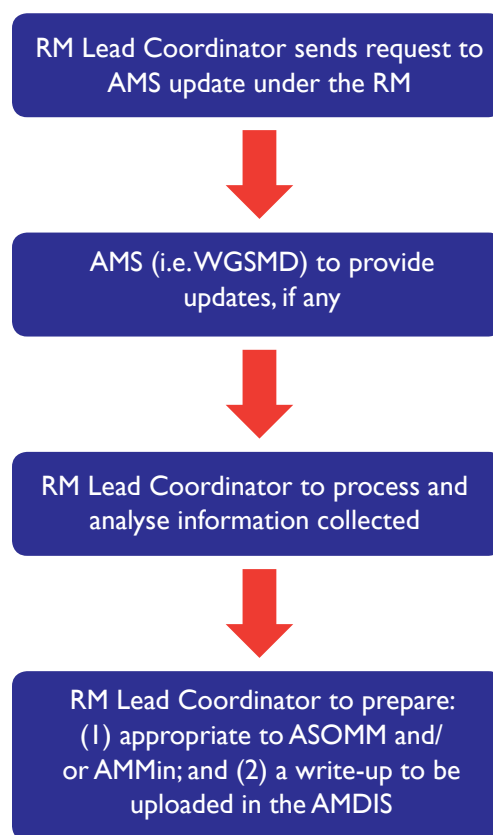 RM Lead Coordinator sends request to
AMS update under the RM
AMS (i.e. WGSMD) to provide
updates, if any
RM Lead Coordinator to process and
analyse information collected
RM Lead Coordinator to prepare:
(1) appropriate to ASOMM and/
or AMMin; and (2) a write-up to be
uploaded in the AMDIS